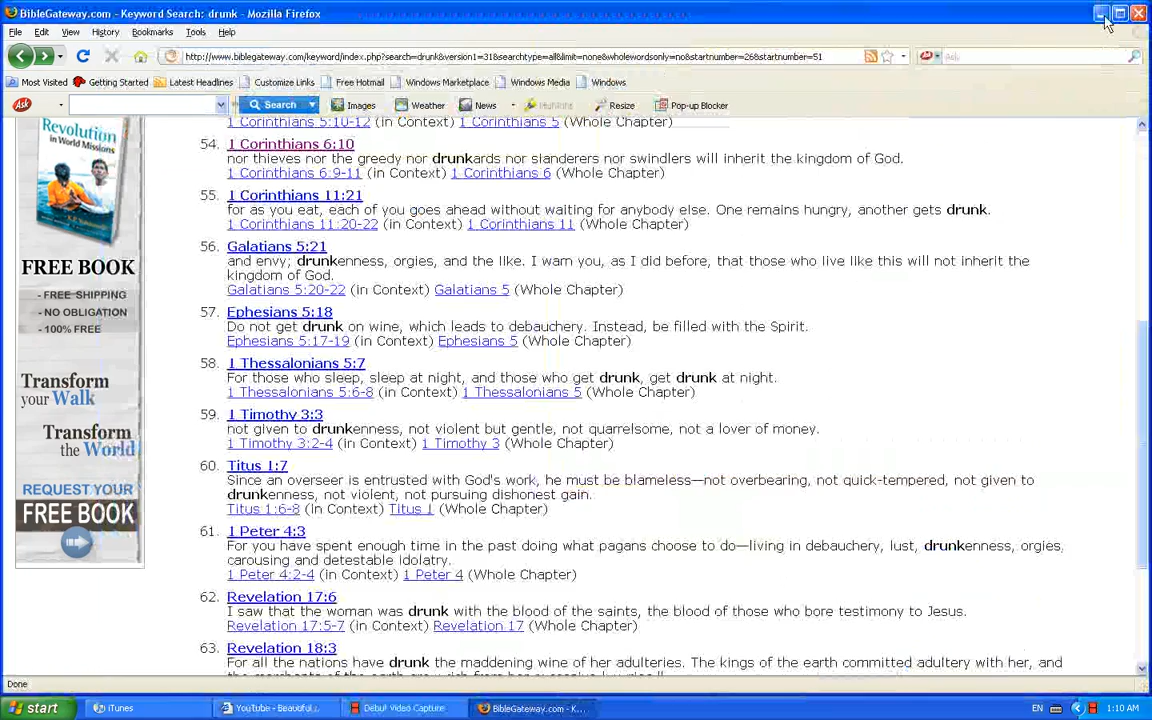 BibleGateway.com - Keyword Search: drunk - Mozilla Firefox
File Edit View History Bookmarks Tools Help
http://www.biblegateway.com/keyword/index.php?search=drunk&version1=31&searchtype=all&limit=none&wholewordsonly=no&startnumber=26&startnumber=51 Ask
Most Visited Getting Started Latest Headlines Customize Links Free Hotmail Windows Marketplace Windows Media Windows
Ask Search Images Weather News Highlight Resize Pop-up Blocker
1 Corinthians 5:10-12 (in Context) 1 Corinthians 5 (Whole Chapter)
54. 1 Corinthians 6:10
nor thieves nor the greedy nor drunkards nor slanderers nor swindlers will inherit the kingdom of God.
1 Corinthians 6:9-11 (in Context) 1 Corinthians 6 (Whole Chapter)
55. 1 Corinthians 11:21
for as you eat, each of you goes ahead without waiting for anybody else. One remains hungry, another gets drunk.
1 Corinthians 11:20-22 (in Context) 1 Corinthians 11 (Whole Chapter)
56. Galatians 5:21
and envy; drunkenness, orgies, and the like. I warn you, as I did before, that those who live like this will not inherit the
kingdom of God.
Galatians 5:20-22 (in Context) Galatians 5 (Whole Chapter)
57. Ephesians 5:18
Do not get drunk on wine, which leads to debauchery. Instead, be filled with the Spirit.
Ephesians 5:17-19 (in Context) Ephesians 5 (Whole Chapter)
58. 1 Thessalonians 5:7
For those who sleep, sleep at night, and those who get drunk, get drunk at night.
1 Thessalonians 5:6-8 (in Context) 1 Thessalonians 5 (Whole Chapter)
59. 1 Timothy 3:3
not given to drunkenness, not violent but gentle, not quarrelsome, not a lover of money.
1 Timothy 3:2-4 (in Context) 1 Timothy 3 (Whole Chapter)
60. Titus 1:7
Since an overseer is entrusted with God's work, he must be blameless—not overbearing, not quick-tempered, not given to
drunkenness, not violent, not pursuing dishonest gain.
Titus 1:6-8 (in Context) Titus 1 (Whole Chapter)
61. 1 Peter 4:3
For you have spent enough time in the past doing what pagans choose to do—living in debauchery, lust, drunkenness, orgies,
carousing and detestable idolatry.
1 Peter 4:2-4 (in Context) 1 Peter 4 (Whole Chapter)
62. Revelation 17:6
I saw that the woman was drunk with the blood of the saints, the blood of those who bore testimony to Jesus.
Revelation 17:5-7 (in Context) Revelation 17 (Whole Chapter)
63. Revelation 18:3
For all the nations have drunk the maddening wine of her adulteries. The kings of the earth committed adultery with her, and
Revolution
in World Missions
FREE BOOK
- FREE SHIPPING
- NO OBLIGATION
- 100% FREE
Transform
your Walk
Transform
the World
REQUEST YOUR
FREE BOOK
Done
start iTunes YouTube - Beautiful... Debut Video Capture BibleGateway.com - K... EN 1:10 AM